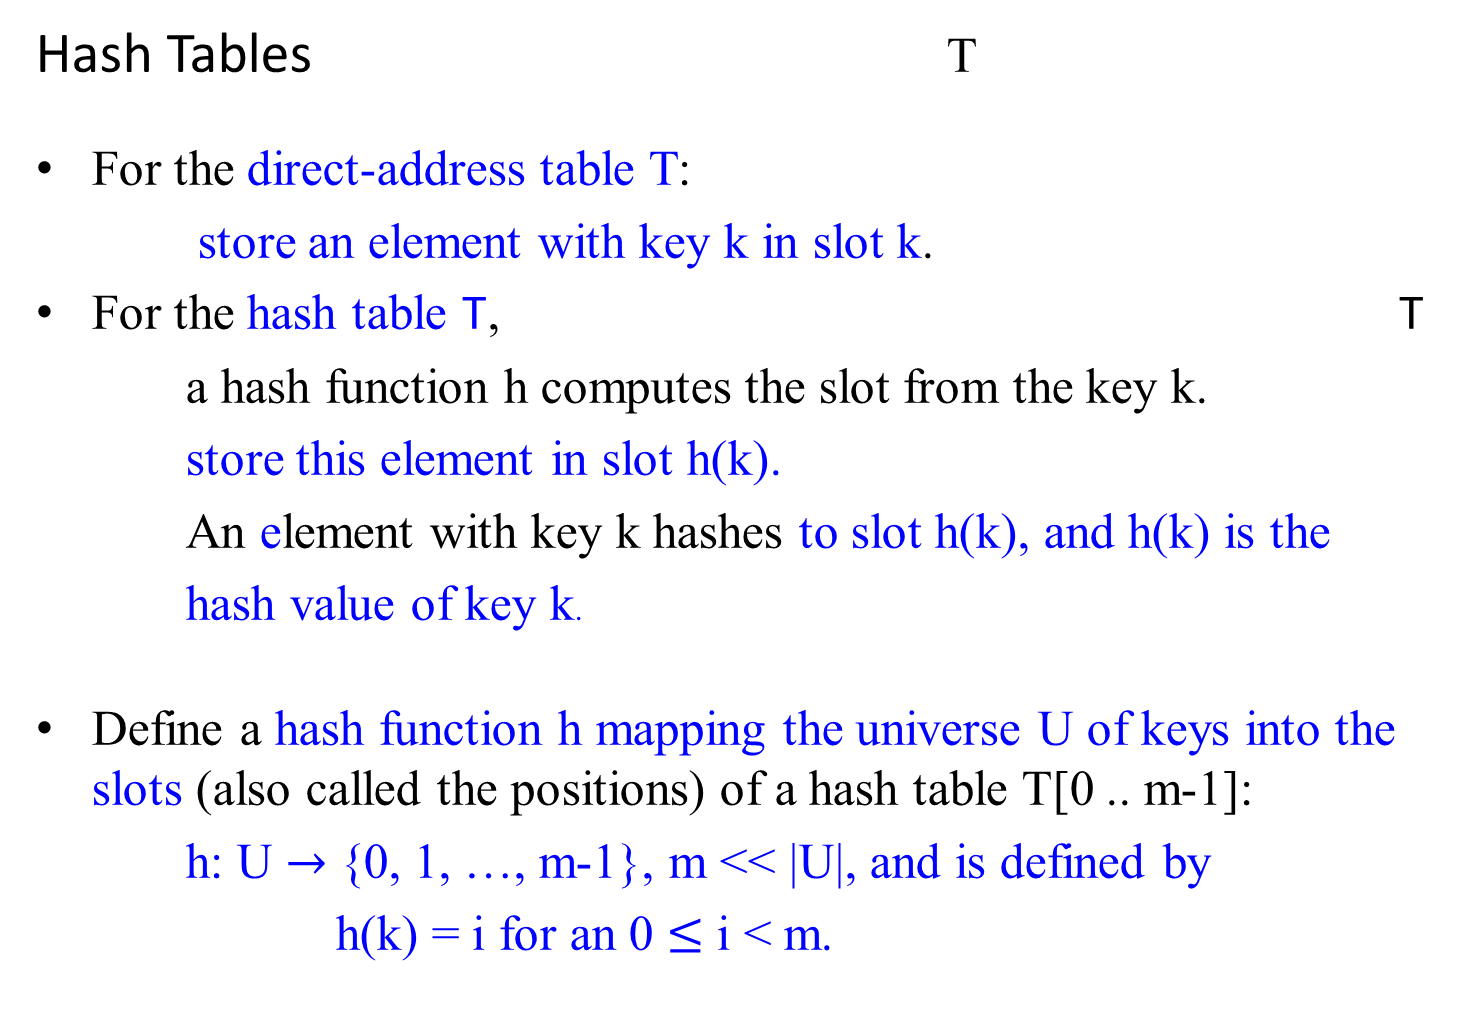 Hash Tables T
• For the direct-address table T:
store an element with key k in slot k.
• For the hash table T, T
a hash function h computes the slot from the key k.
store this element in slot h(k).
An element with key k hashes to slot h(k), and h(k) is the
hash value of key k.
• Define a hash function h mapping the universe U of keys into the
slots (also called the positions) of a hash table T[0 .. m-1]:
h: U → {0, 1, …, m-1}, m << |U|, and is defined by
h(k) = i for an 0 ≤ i < m.